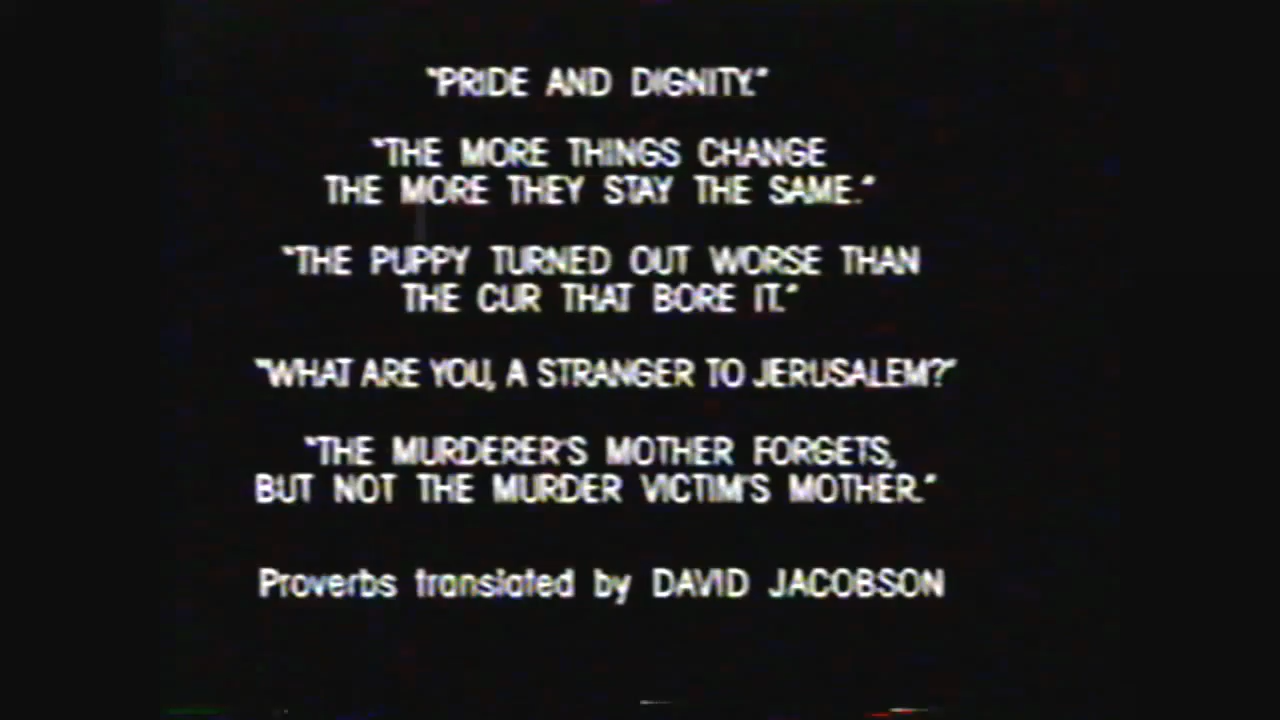 "PRIDE AND DIGNITY."
"THE MORE THINGS CHANGE
THE MORE THEY STAY THE SAME."
"THE PUPPY TURNED OUT WORSE THAN
THE CUR THAT BORE IT."
"WHAT ARE YOU, A STRANGER TO JERUSALEM?"
"THE MURDERER'S MOTHER FORGETS,
BUT NOT THE MURDER VICTIM'S MOTHER."
Proverbs translated by DAVID JACOBSON